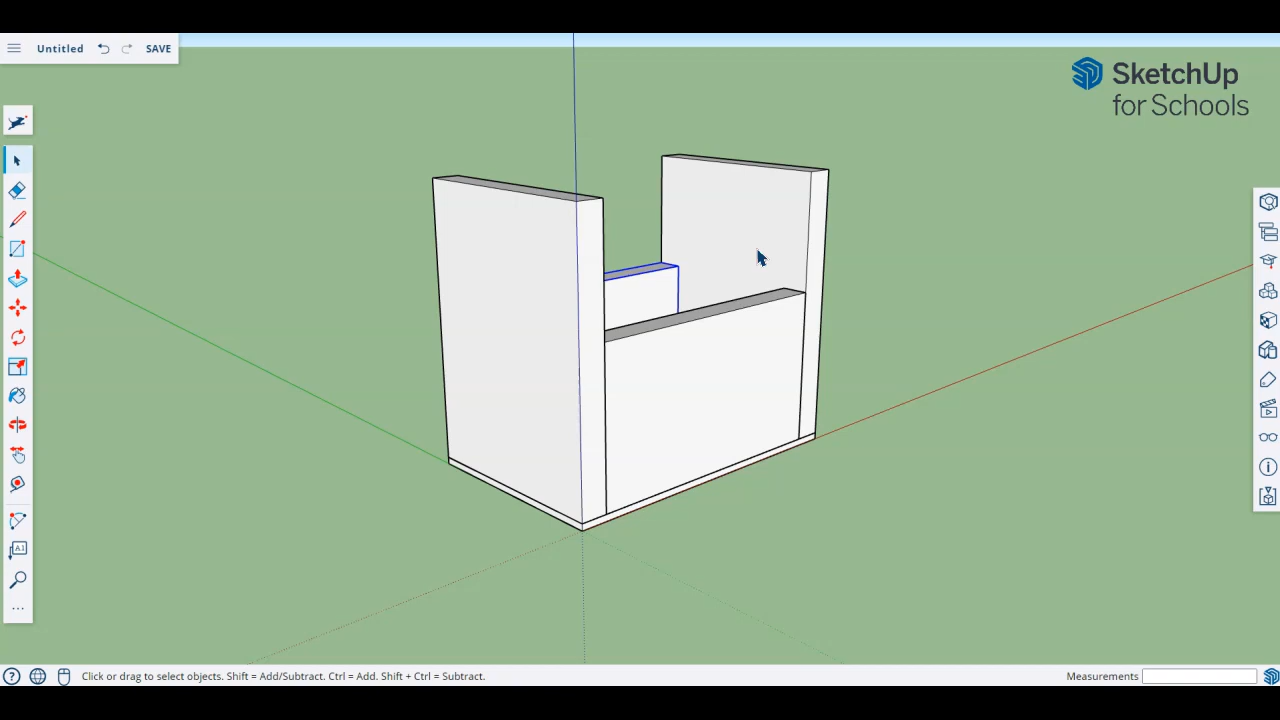 Untitled
SAVE
SketchUp
for Schools
A1
?
i
Click or drag to select objects. Shift = Add/Subtract. Ctrl = Add. Shift + Ctrl = Subtract.
Measurements